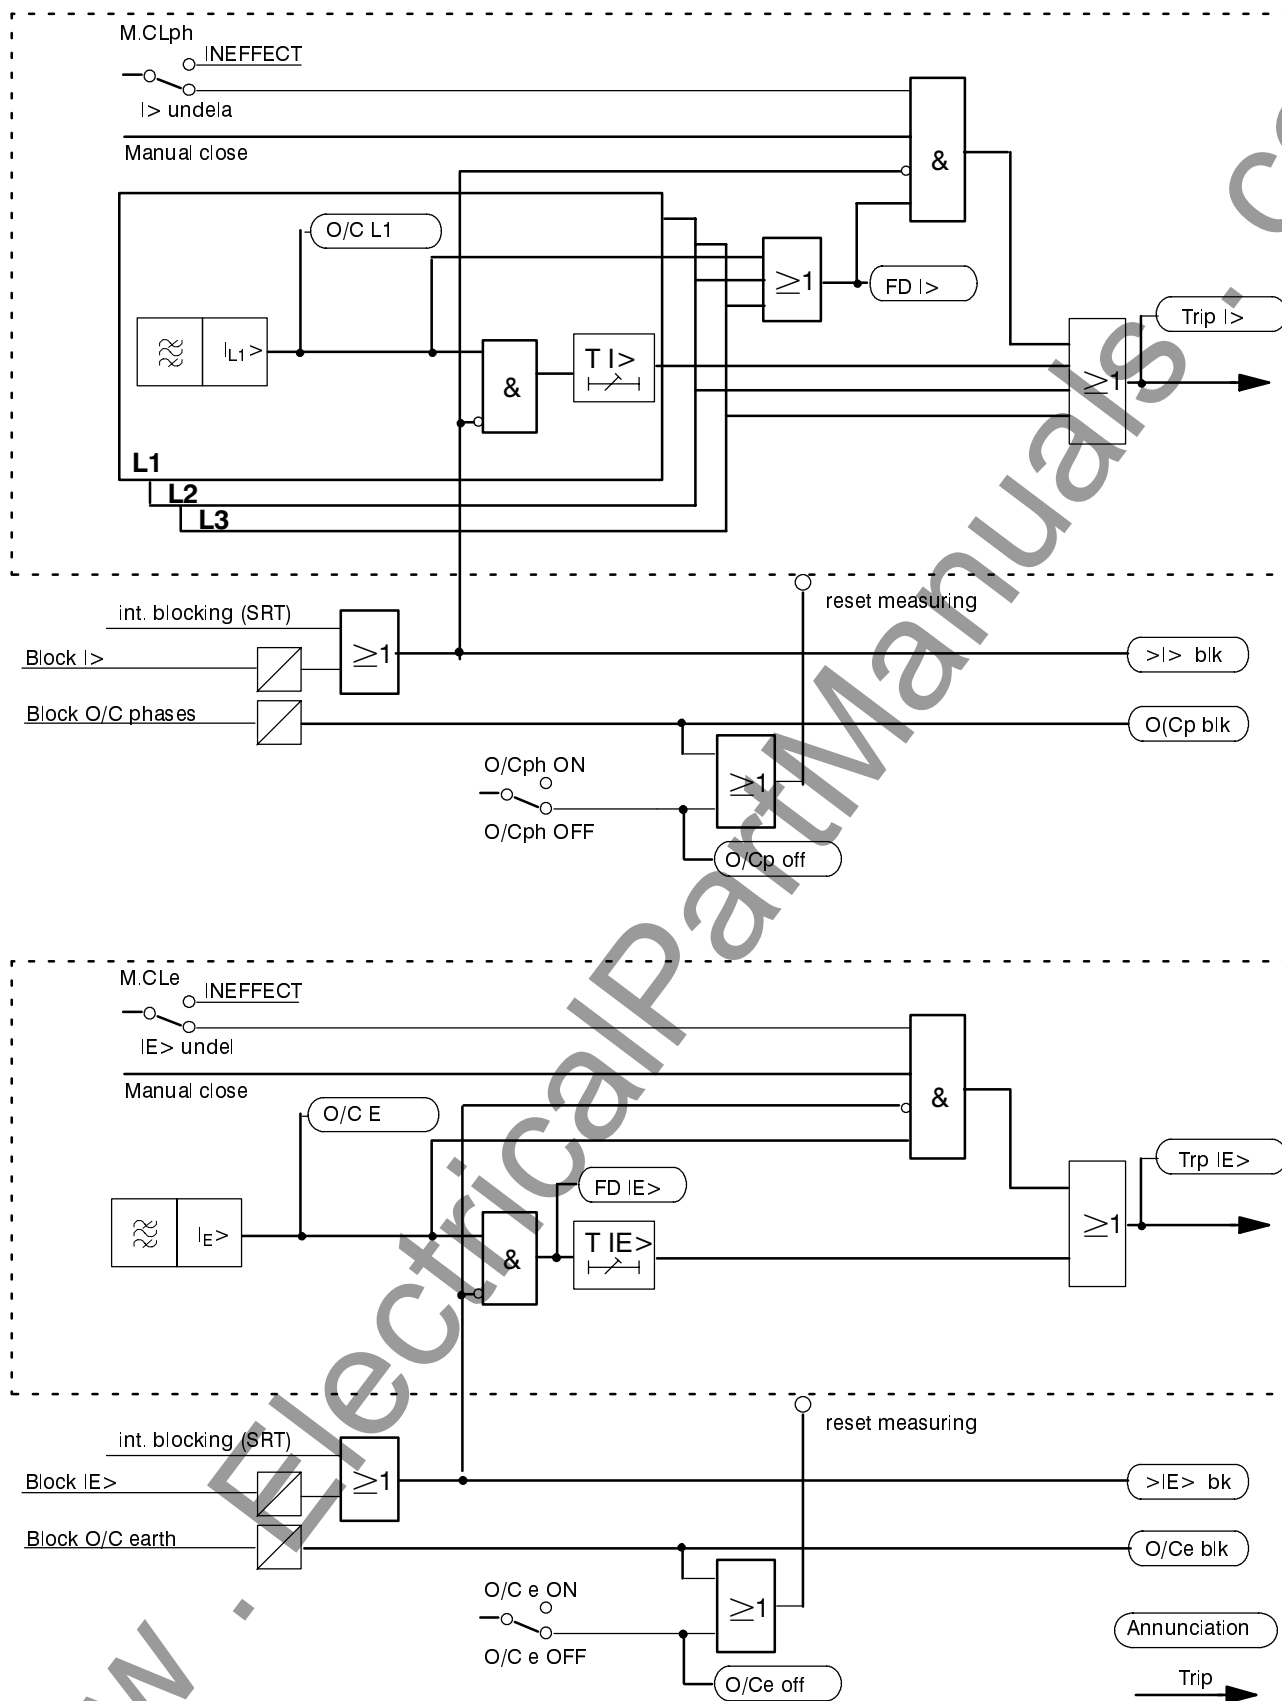 M.CLph
INEFFECT
I> undela
Manual close
&
O/C L1
≥1
FD I>
Trip I>
IL1>
&
T I>
≥1
L1
L2
L3
int. blocking (SRT)
reset measuring
Block I>
≥1
>I> blk
Block O/C phases
O(Cp blk
O/Cph ON
≥1
O/Cph OFF
O/Cp off
M.CLe
INEFFECT
IE> undel
Manual close
&
O/C E
Trp IE>
FD IE>
IE>
&
T IE>
≥1
int. blocking (SRT)
reset measuring
Block IE>
≥1
>IE> bk
Block O/C earth
O/Ce blk
O/C e ON
≥1
O/C e OFF
Annunciation
O/Ce off
Trip
w . ElectricalPartManuals . c